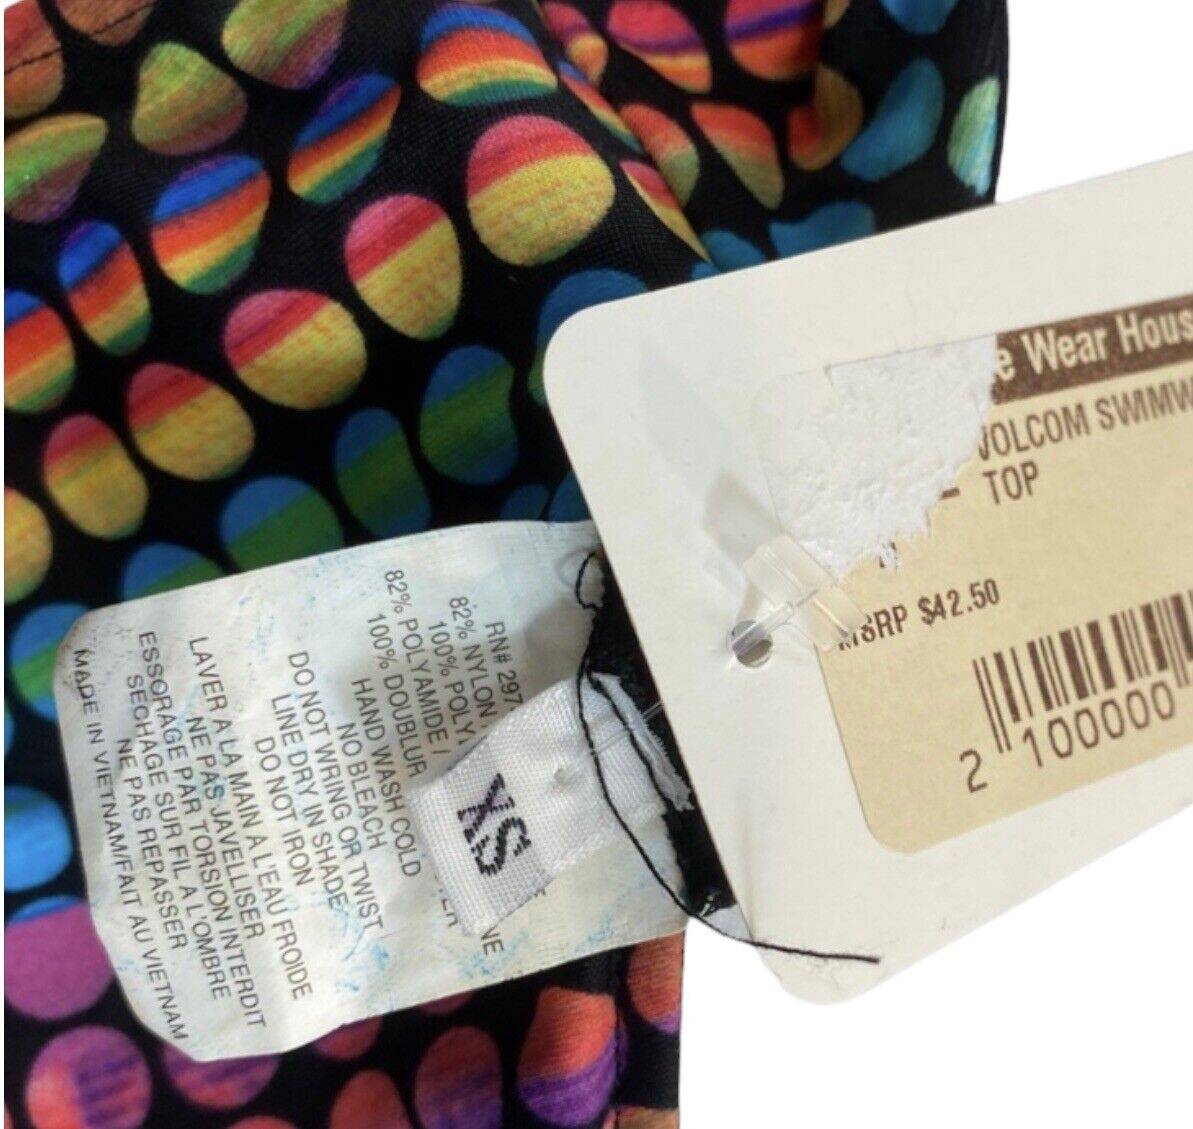 e Wear Hous
VOLCOM SWIMW
- TOP
MSRP $42.50
2 100000
XS
RN# 297
82% NYLON
100% POLY
82% POLYAMIDE /
100% DOUBLUR
HAND WASH COLD
NO BLEACH
DO NOT WRING OR TWIST
LINE DRY IN SHADE
DO NOT IRON
LAVER A LA MAIN A L'EAU FROIDE
NE PAS JAVELLISER
ESSORAGE PAR TORSION INTERDIT
SECHAGE SUR FIL A L'OMBRE
NE PAS REPASSER
MADE IN VIETNAM/FAIT AU VIETNAM